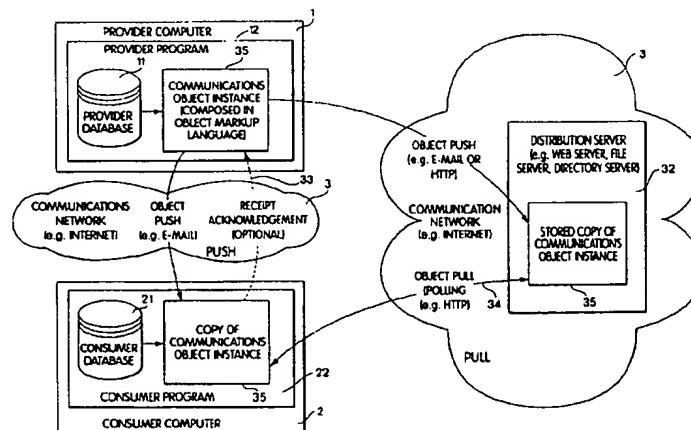 PROVIDER COMPUTER
1
PROVIDER PROGRAM
12
35
11
PROVIDER
DATABASE
COMMUNICATIONS
OBJECT INSTANCE
(COMPOSED IN
OBJECT MARKUP
LANGUAGE)
33
3
COMMUNICATIONS
NETWORK
(e.g. INTERNET)
OBJECT
PUSH
(e.g. E-MAIL)
RECEIPT
ACKNOWLEDGEMENT
(OPTIONAL)
PUSH
21
CONSUMER
DATABASE
COPY OF
COMMUNICATIONS
OBJECT INSTANCE
35
22
CONSUMER PROGRAM
CONSUMER COMPUTER
2
3
OBJECT PUSH
(e.g. E-MAIL OR
HTTP)
DISTRIBUTION SERVER
(e.g. WEB SERVER, FILE
SERVER, DIRECTORY SERVER)
32
COMMUNICATION
NETWORK
(e.g. INTERNET)
STORED COPY OF
COMMUNICATIONS
OBJECT INSTANCE
35
OBJECT PULL
(POLLING
(e.g. HTTP)
34
PULL